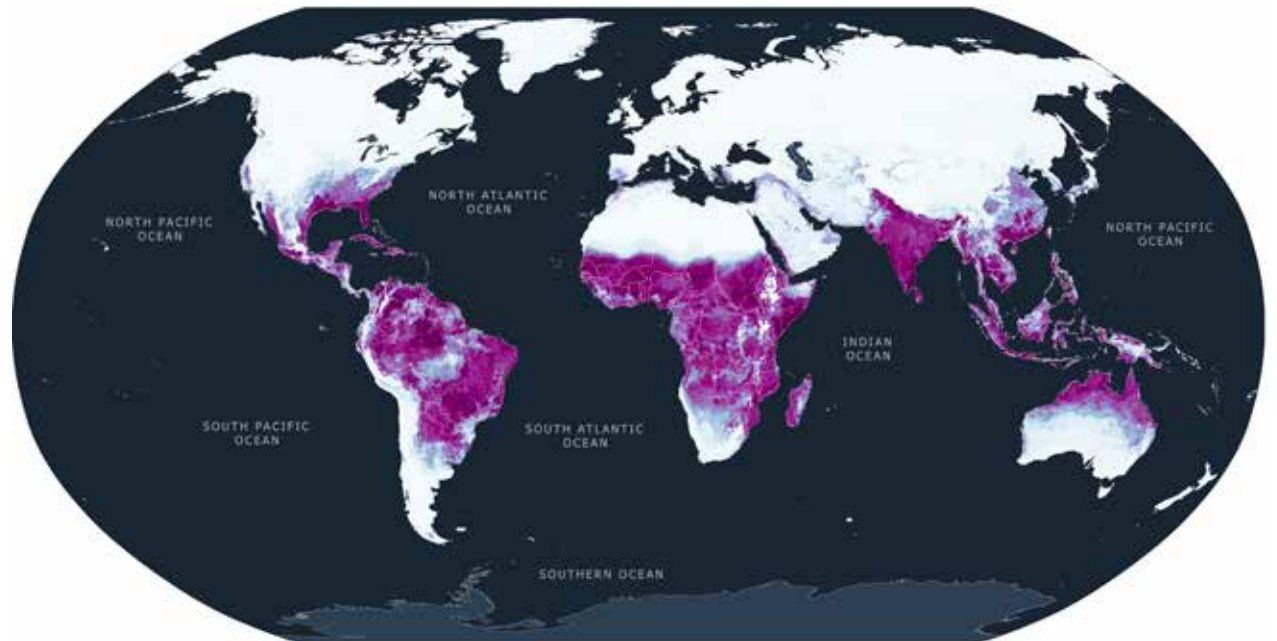 NORTH ATLANTIC
OCEAN
NORTH PACIFIC
OCEAN
NORTH PACIFIC
OCEAN
INDIAN
OCEAN
SOUTH PACIFIC
OCEAN
SOUTH ATLANTIC
OCEAN
SOUTHERN OCEAN